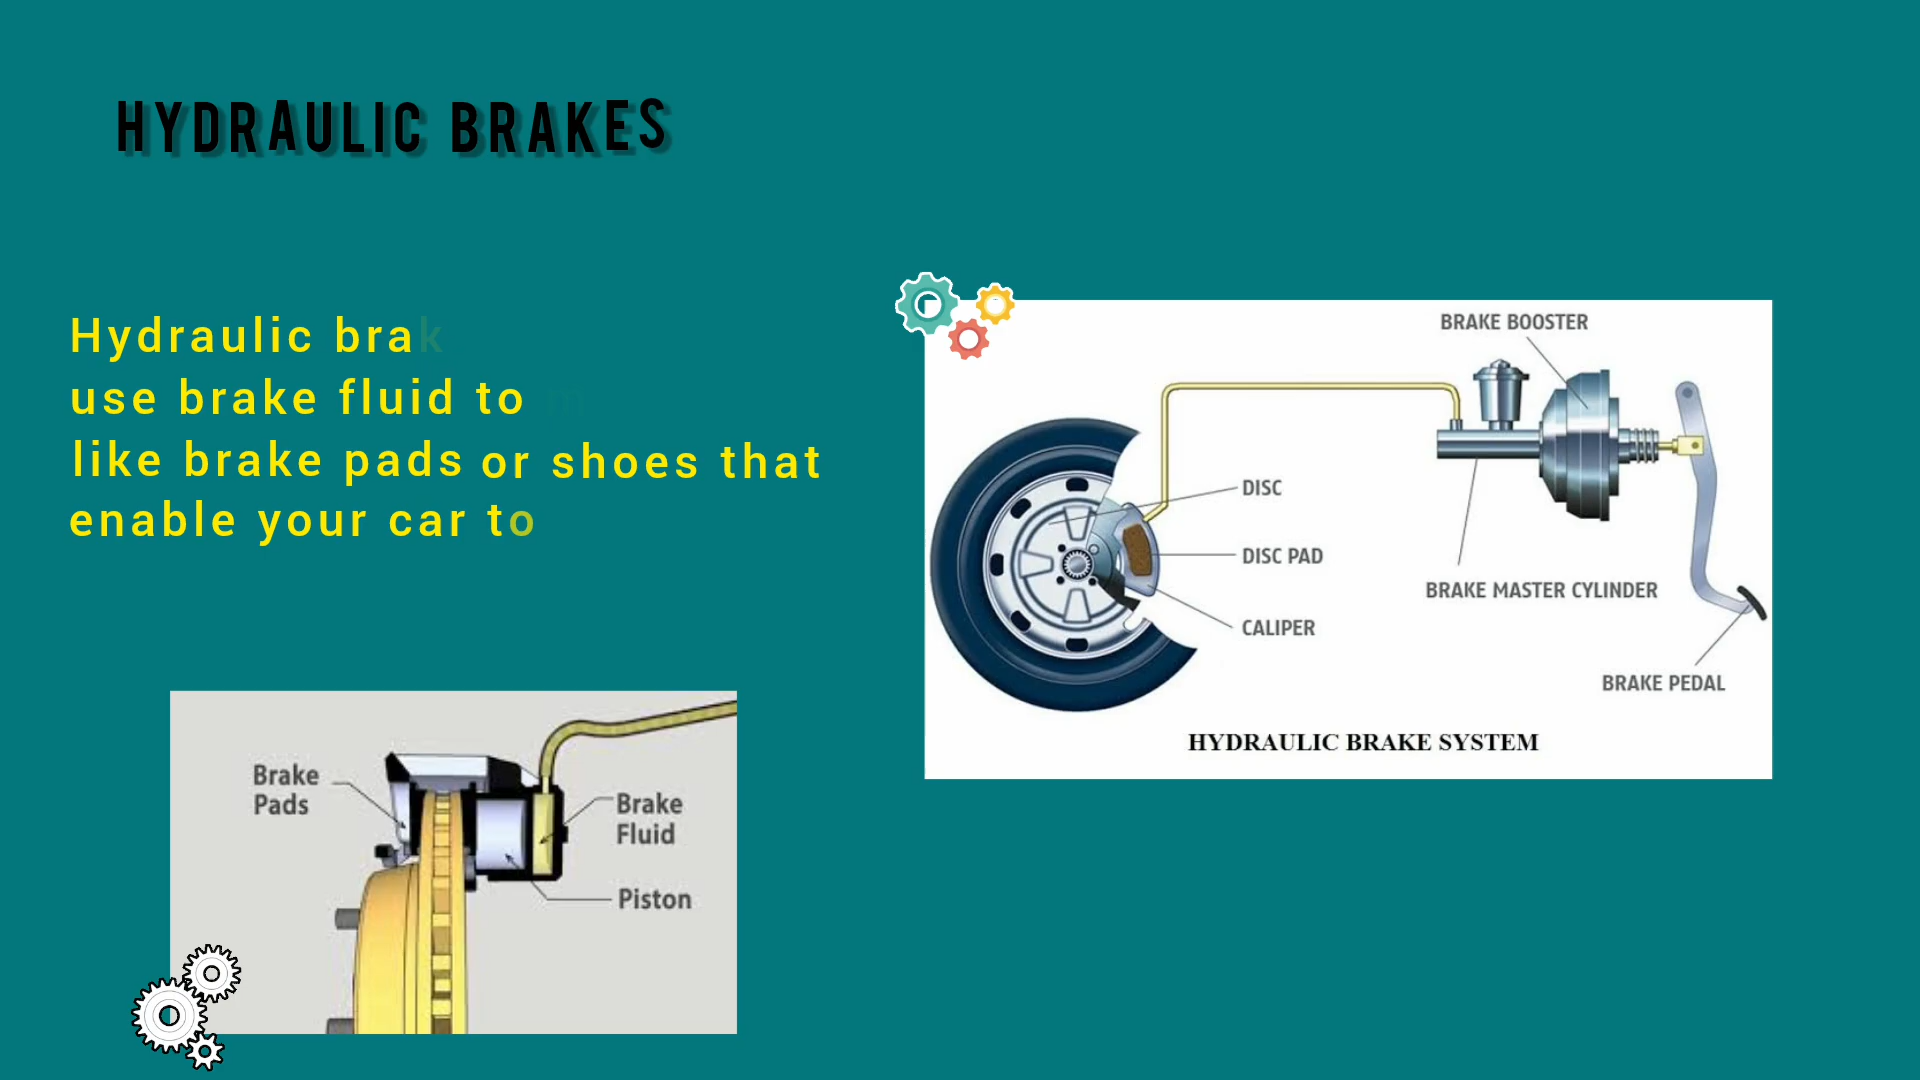 HYDRAULIC BRAKES
Hydraulic brak
use brake fluid to m
like brake pads or shoes that
enable your car to
BRAKE BOOSTER
DISC
DISC PAD
CALIPER
BRAKE MASTER CYLINDER
BRAKE PEDAL
HYDRAULIC BRAKE SYSTEM
Brake
Pads
Brake
Fluid
Piston